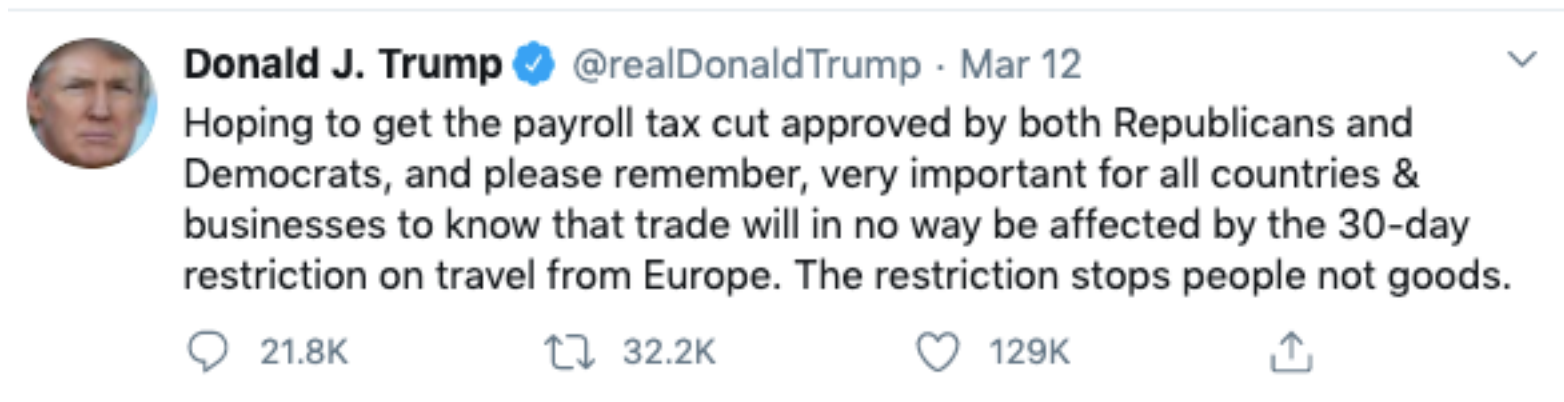 Donald J. Trump @realDonaldTrump · Mar 12
Hoping to get the payroll tax cut approved by both Republicans and
Democrats, and please remember, very important for all countries &
businesses to know that trade will in no way be affected by the 30-day
restriction on travel from Europe. The restriction stops people not goods.
21.8K 32.2K 129K